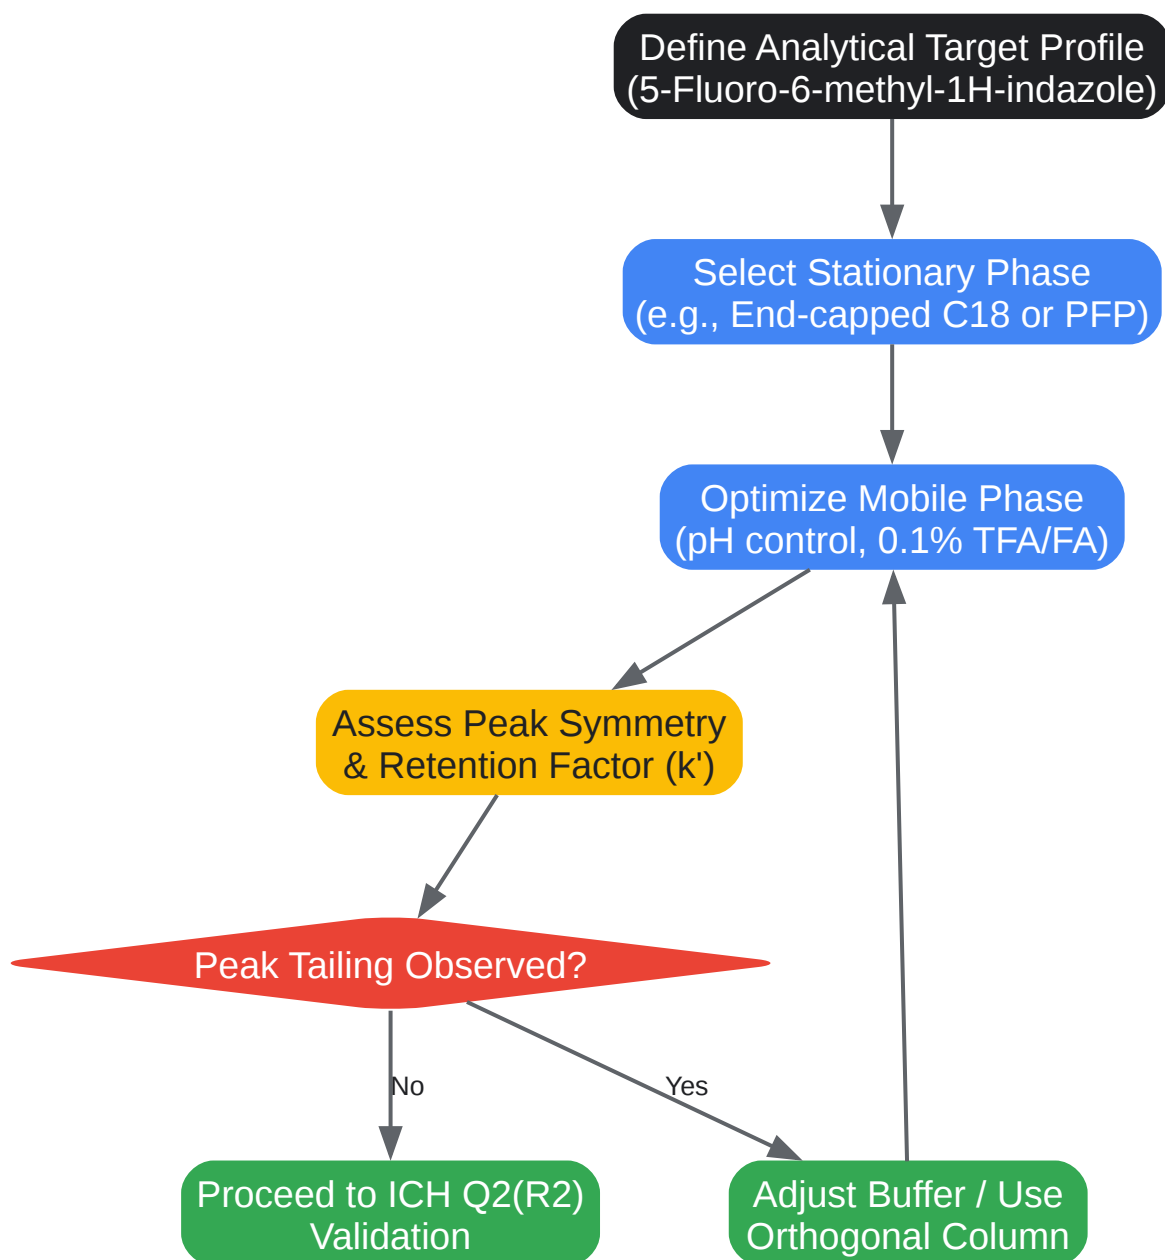 Define Analytical Target Profile
(5-Fluoro-6-methyl-1H-indazole)
Select Stationary Phase
(e.g., End-capped C18 or PFP)
Optimize Mobile Phase
(pH control, 0.1% TFA/FA)
Assess Peak Symmetry
& Retention Factor (k')
Peak Tailing Observed?
No
Yes
Proceed to ICH Q2(R2)
Validation
Adjust Buffer / Use
Orthogonal Column